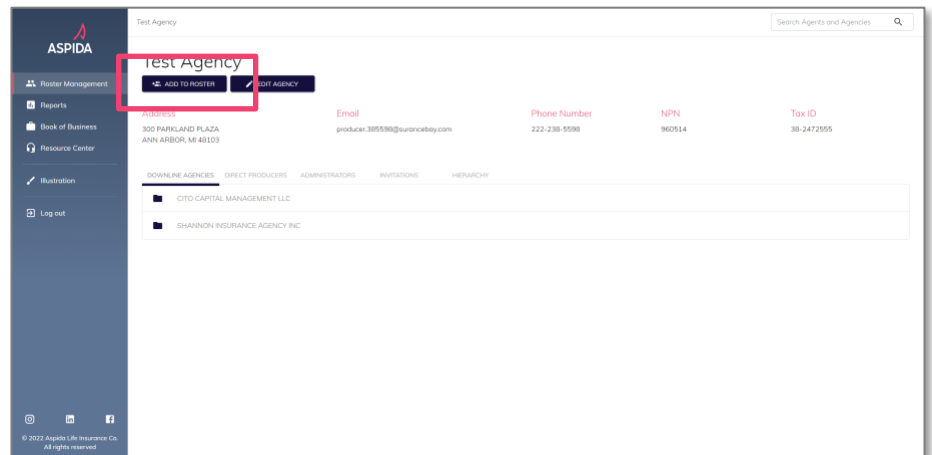 Test Agency
Search Agents and Agencies
ASPIDA
Test Agency
Roster Management
ADD TO ROSTER
EDIT AGENCY
Reports
Book of Business
Resource Center
Illustration
Log out
Address
Email
Phone Number
NPN
Tax ID
300 PARKLAND PLAZA
producer.385598@surancebay.com
222-238-5598
960514
38-2472555
ANN ARBOR, MI 48103
DOWNLINE AGENCIES
DIRECT PRODUCERS
ADMINISTRATORS
INVITATIONS
HIERARCHY
CITO CAPITAL MANAGEMENT LLC
SHANNON INSURANCE AGENCY INC
© 2022 Aspida Life Insurance Co.
All rights reserved